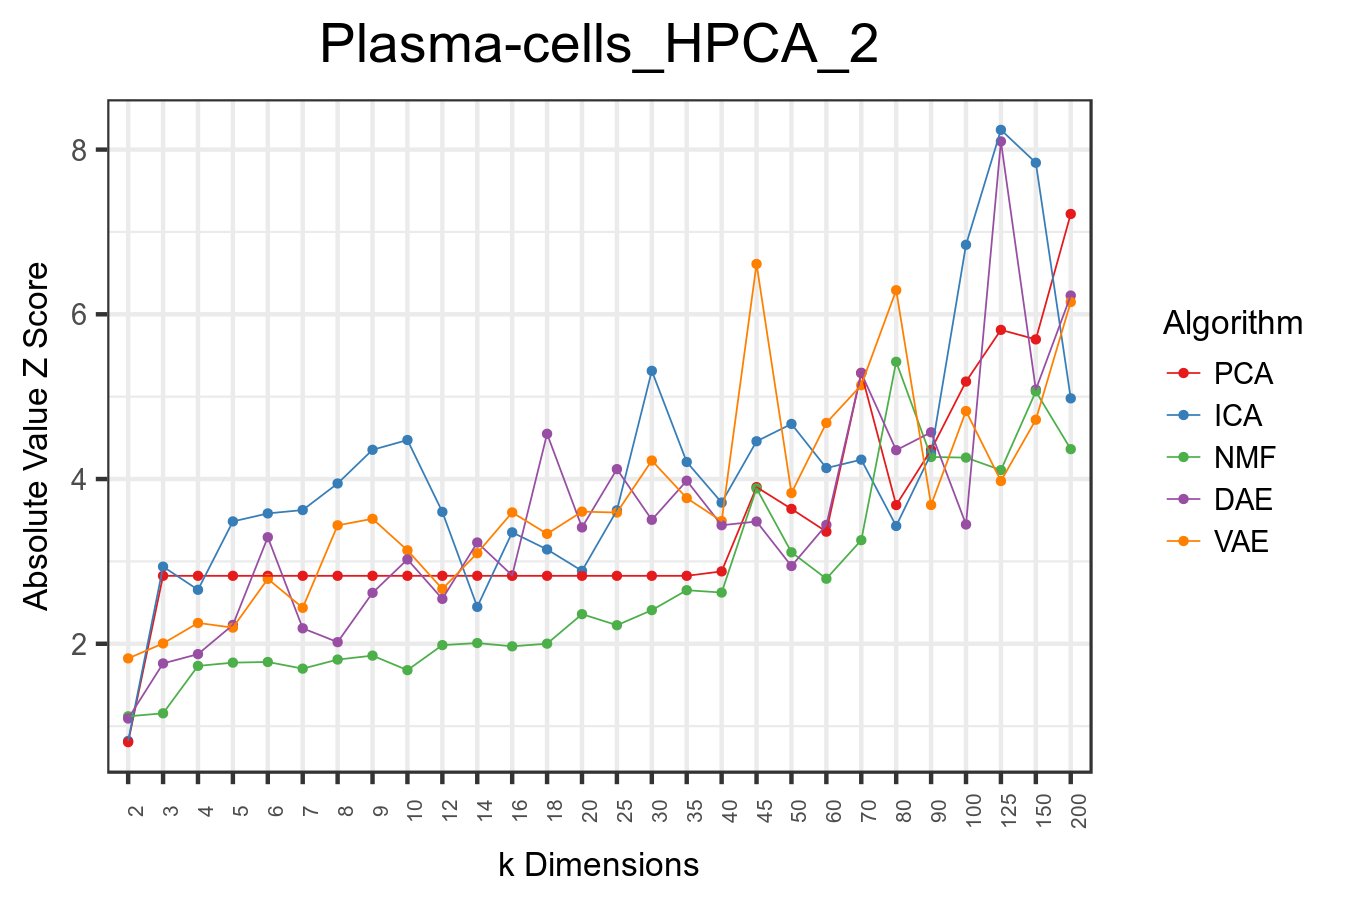 Plasma-cells_HPCA_2
Absolute Value Z Score
8
6
4
2
2 3 4 5 6 7 8 9 10 12 14 16 18 20 25 30 35 40 45 50 60 70 80 90 100 125 150 200
k Dimensions
Algorithm
PCA
ICA
NMF
DAE
VAE